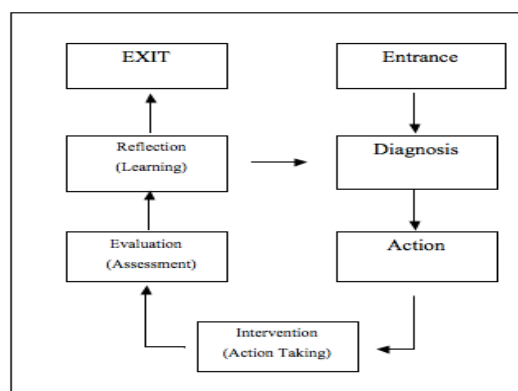 EXIT
Entrance
Reflection
(Learning)
Diagnosis
Evaluation
(Assessment)
Action
Intervention
(Action Taking)